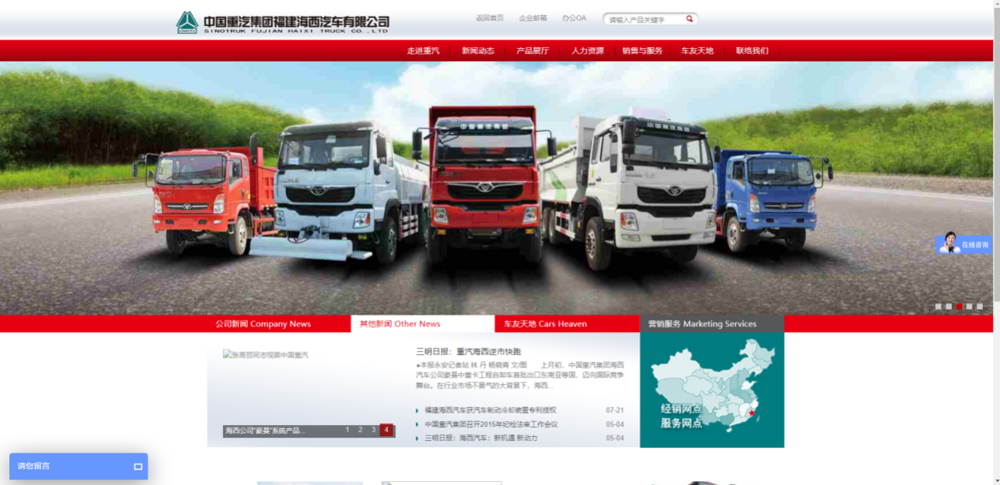 中国重汽集团福建海西汽车有限公司
SINOTRUK FUJIAN HAIXI TRUCK CO.,LTD
返回首页 企业邮箱 办公OA 请输入产品关键字
走进重汽 新闻动态 产品展厅 人力资源 销售与服务 车友天地 联络我们
中国重汽集团
中国重汽集团
在线咨询
公司新闻 Company News 其他新闻 Other News 车友天地 Cars Heaven 营销服务 Marketing Services
三明日报：重汽海西逆市快跑
●本报永安记者站 林 丹 杨晓青 文/图 上月初，中国重汽集团海西
汽车公司豪曼中重卡工程自卸车首批出口东南亚等国，迈向国际竞争
舞台。在行业市场不景气的大背景下，海西...
福建海西汽车获汽车制动冷却装置专利授权 07-21
中国重汽集团召开2015年纪检法审工作会议 05-04
三明日报：海西汽车：新机遇 新动力 05-04
海西公司“豪曼”系统产品... 1 2 3 4
经销网点
服务网点
请您留言